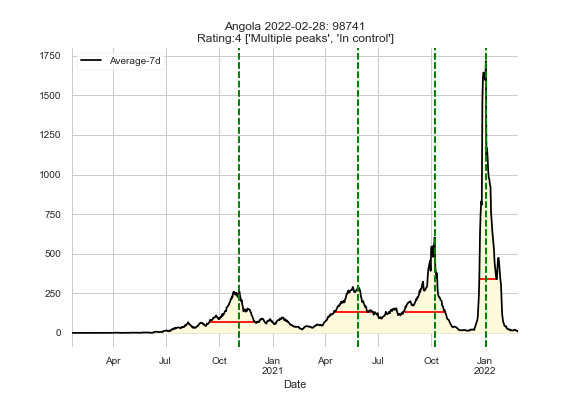 Angola 2022-02-28: 98741
Rating:4 ['Multiple peaks', 'In control']
Average-7d
1750
1500
1250
1000
750
500
250
0
Apr Jul Oct Jan Apr Jul Oct Jan
2021 2022
Date